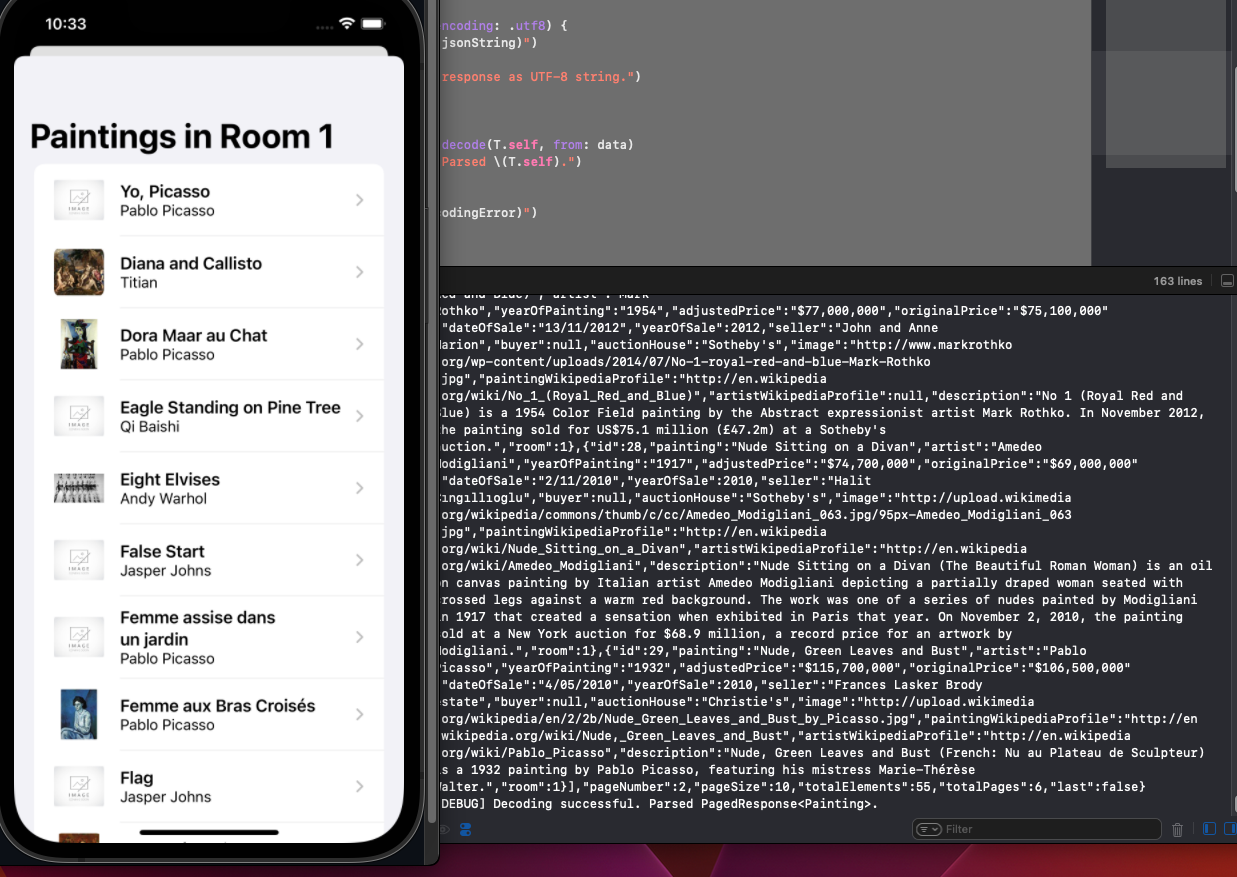 10:33
Paintings in Room 1
Yo, Picasso
Pablo Picasso
Diana and Callisto
Titian
Dora Maar au Chat
Pablo Picasso
Eagle Standing on Pine Tree
Qi Baishi
Eight Elvises
Andy Warhol
False Start
Jasper Johns
Femme assise dans
un jardin
Pablo Picasso
Femme aux Bras Croisés
Pablo Picasso
Flag
Jasper Johns
IMAGE
IMAGE
IMAGE
IMAGE
IMAGE
ncoding: .utf8) {
jsonString)")
response as UTF-8 string.")
decode(T.self, from: data)
Parsed \(T.self).")
odingError)")
163 lines
ed and Blue)","artist":"Mark
othko","yearOfPainting":"1954","adjustedPrice":"$77,000,000","originalPrice":"$75,100,000"
"dateOfSale":"13/11/2012","yearOfSale":2012,"seller":"John and Anne
arion","buyer":null,"auctionHouse":"Sotheby's","image":"http://www.markrothko
org/wp-content/uploads/2014/07/No-1-royal-red-and-blue-Mark-Rothko
jpg","paintingWikipediaProfile":"http://en.wikipedia
org/wiki/No_1_(Royal_Red_and_Blue)","artistWikipediaProfile":null,"description":"No 1 (Royal Red and
lue) is a 1954 Color Field painting by the Abstract expressionist artist Mark Rothko. In November 2012,
he painting sold for US$75.1 million (£47.2m) at a Sotheby's
uction.","room":1},{"id":28,"painting":"Nude Sitting on a Divan","artist":"Amedeo
odigliani","yearOfPainting":"1917","adjustedPrice":"$74,700,000","originalPrice":"$69,000,000"
"dateOfSale":"2/11/2010","yearOfSale":2010,"seller":"Halit
ingıllıoglu","buyer":null,"auctionHouse":"Sotheby's","image":"http://upload.wikimedia
org/wikipedia/commons/thumb/c/cc/Amedeo_Modigliani_063.jpg/95px-Amedeo_Modigliani_063
jpg","paintingWikipediaProfile":"http://en.wikipedia
org/wiki/Nude_Sitting_on_a_Divan","artistWikipediaProfile":"http://en.wikipedia
org/wiki/Amedeo_Modigliani","description":"Nude Sitting on a Divan (The Beautiful Roman Woman) is an oil
n canvas painting by Italian artist Amedeo Modigliani depicting a partially draped woman seated with
rossed legs against a warm red background. The work was one of a series of nudes painted by Modigliani
n 1917 that created a sensation when exhibited in Paris that year. On November 2, 2010, the painting
old at a New York auction for $68.9 million, a record price for an artwork by
odigliani.","room":1},{"id":29,"painting":"Nude, Green Leaves and Bust","artist":"Pablo
icasso","yearOfPainting":"1932","adjustedPrice":"$115,700,000","originalPrice":"$106,500,000"
"dateOfSale":"4/05/2010","yearOfSale":2010,"seller":"Frances Lasker Brody
state","buyer":null,"auctionHouse":"Christie's","image":"http://upload.wikimedia
org/wikipedia/en/2/2b/Nude_Green_Leaves_and_Bust_by_Picasso.jpg","paintingWikipediaProfile":"http://en
wikipedia.org/wiki/Nude,_Green_Leaves_and_Bust","artistWikipediaProfile":"http://en.wikipedia
org/wiki/Pablo_Picasso","description":"Nude, Green Leaves and Bust (French: Nu au Plateau de Sculpteur)
s a 1932 painting by Pablo Picasso, featuring his mistress Marie-Thérèse
alter.","room":1}],"pageNumber":2,"pageSize":10,"totalElements":55,"totalPages":6,"last":false}
DEBUG] Decoding successful. Parsed PagedResponse<Painting>.
Filter